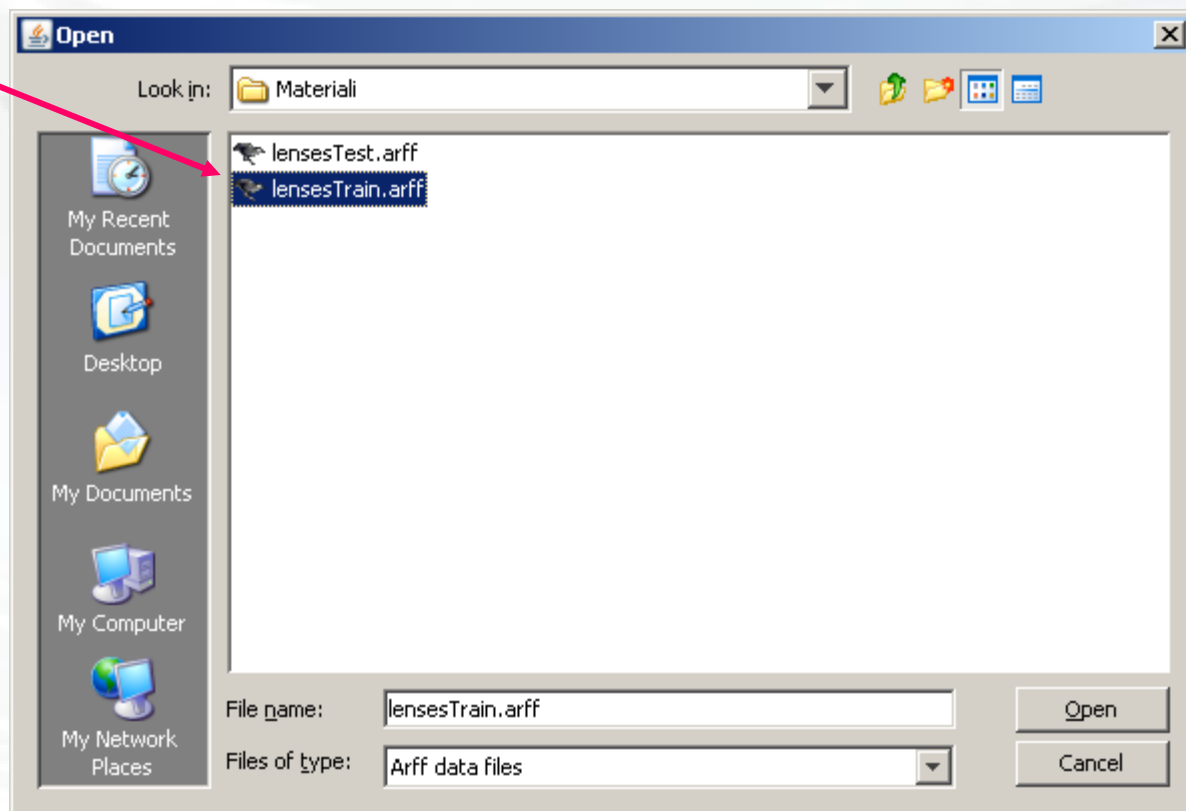 Open
Look in:
Materiali
lensesTest.arff
lensesTrain.arff
My Recent
Documents
Desktop
My Documents
My Computer
My Network
Places
File name:
lensesTrain.arff
Open
Files of type:
Arff data files
Cancel